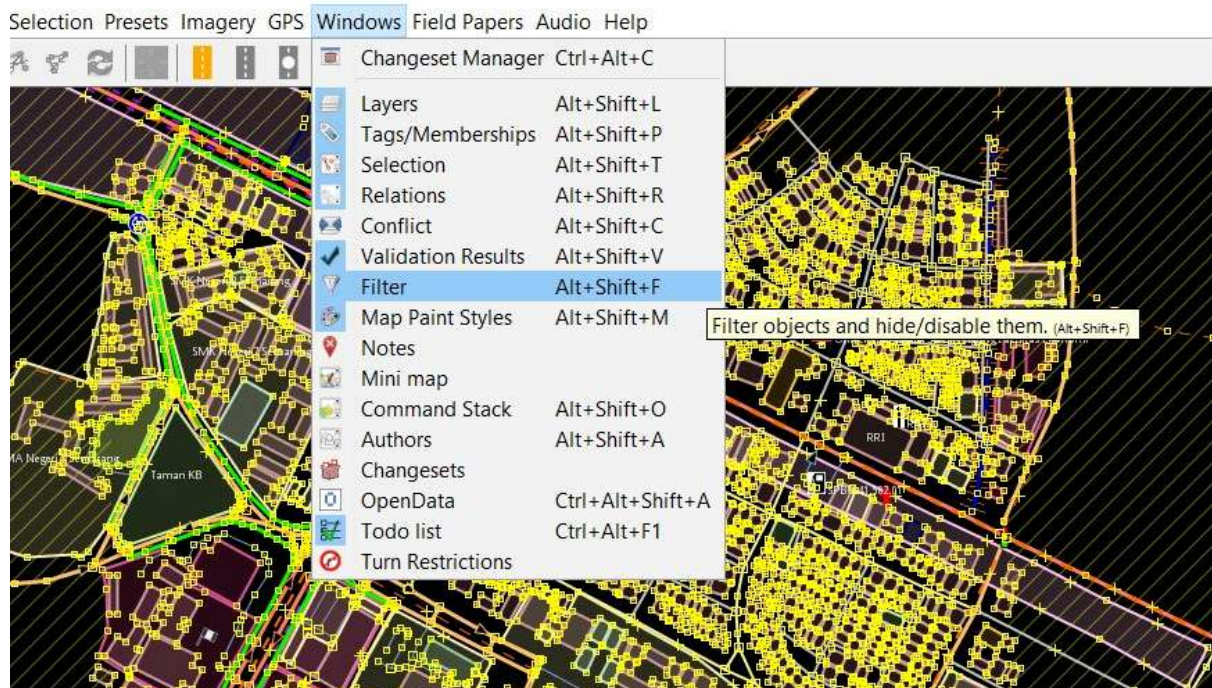 Selection Presets Imagery GPS Windows Field Papers Audio Help
Changeset Manager Ctrl+Alt+C
Layers Alt+Shift+L
Tags/Memberships Alt+Shift+P
Selection Alt+Shift+T
Relations Alt+Shift+R
Conflict Alt+Shift+C
Validation Results Alt+Shift+V
Filter Alt+Shift+F
Map Paint Styles Alt+Shift+M
Filter objects and hide/disable them. (Alt+Shift+F)
Notes
Mini map
Command Stack Alt+Shift+O
Authors Alt+Shift+A
Changesets
OpenData Ctrl+Alt+Shift+A
Todo list Ctrl+Alt+F1
Turn Restrictions
SMK
SMK
RRI
Taman KB